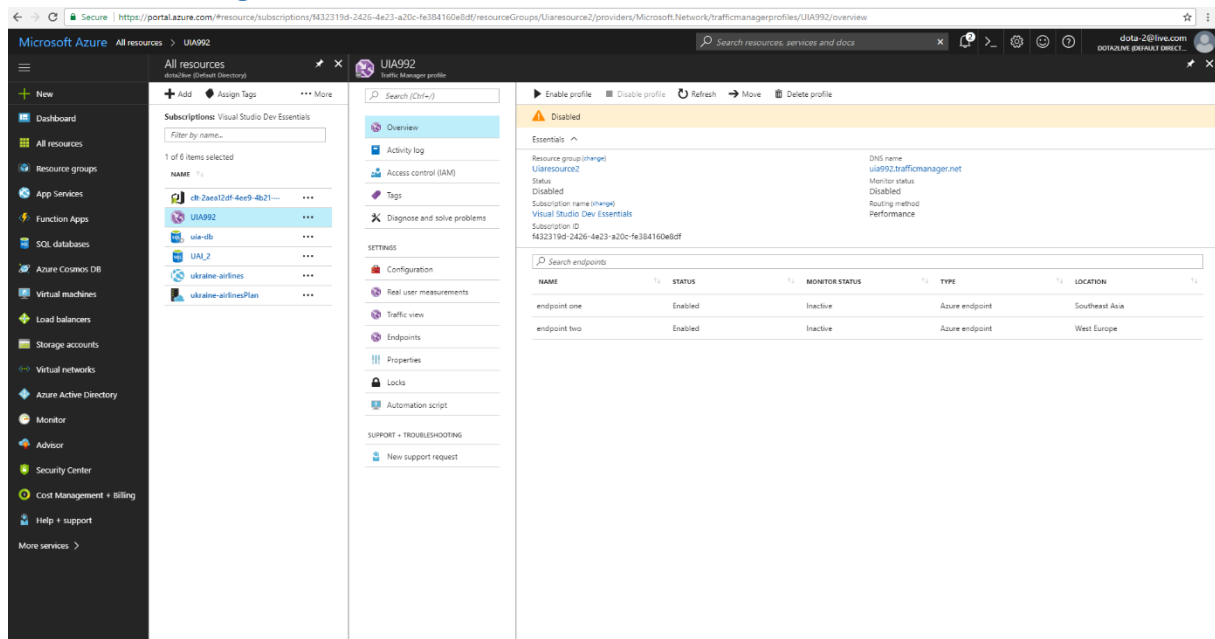 Secure | https://portal.azure.com/#resource/subscriptions/f432319d-2426-4e23-a20c-fe384160e8df/resourceGroups/Uiaresource2/providers/Microsoft.Network/trafficmanagerprofiles/UIA992/overview
Microsoft Azure All resources > UIA992
Search resources, services and docs
2
dota-2@live.com
DOTA2LIVE (DEFAULT DIRECT...
New
Dashboard
All resources
Resource groups
App Services
Function Apps
SQL databases
Azure Cosmos DB
Virtual machines
Load balancers
Storage accounts
Virtual networks
Azure Active Directory
Monitor
Advisor
Security Center
Cost Management + Billing
Help + support
More services >
All resources
dota2live (Default Directory)
Add Assign Tags ••• More
Subscriptions: Visual Studio Dev Essentials
Filter by name...
1 of 6 items selected
NAME
clt-2aea12df-4ee9-4b21-...
UIA992
uia-db
UAI_2
ukraine-airlines
ukraine-airlinesPlan
UIA992
Traffic Manager profile
Search (Ctrl+/)
Overview
Activity log
Access control (IAM)
Tags
Diagnose and solve problems
SETTINGS
Configuration
Real user measurements
Traffic view
Endpoints
Properties
Locks
Automation script
SUPPORT + TROUBLESHOOTING
New support request
Enable profile Disable profile Refresh Move Delete profile
Disabled
Essentials
Resource group (change)
Uiaresource2
Status
Disabled
Subscription name (change)
Visual Studio Dev Essentials
Subscription ID
f432319d-2426-4e23-a20c-fe384160e8df
DNS name
uia992.trafficmanager.net
Monitor status
Disabled
Routing method
Performance
Search endpoints
NAME STATUS MONITOR STATUS TYPE LOCATION
endpoint one Enabled Inactive Azure endpoint Southeast Asia
endpoint two Enabled Inactive Azure endpoint West Europe